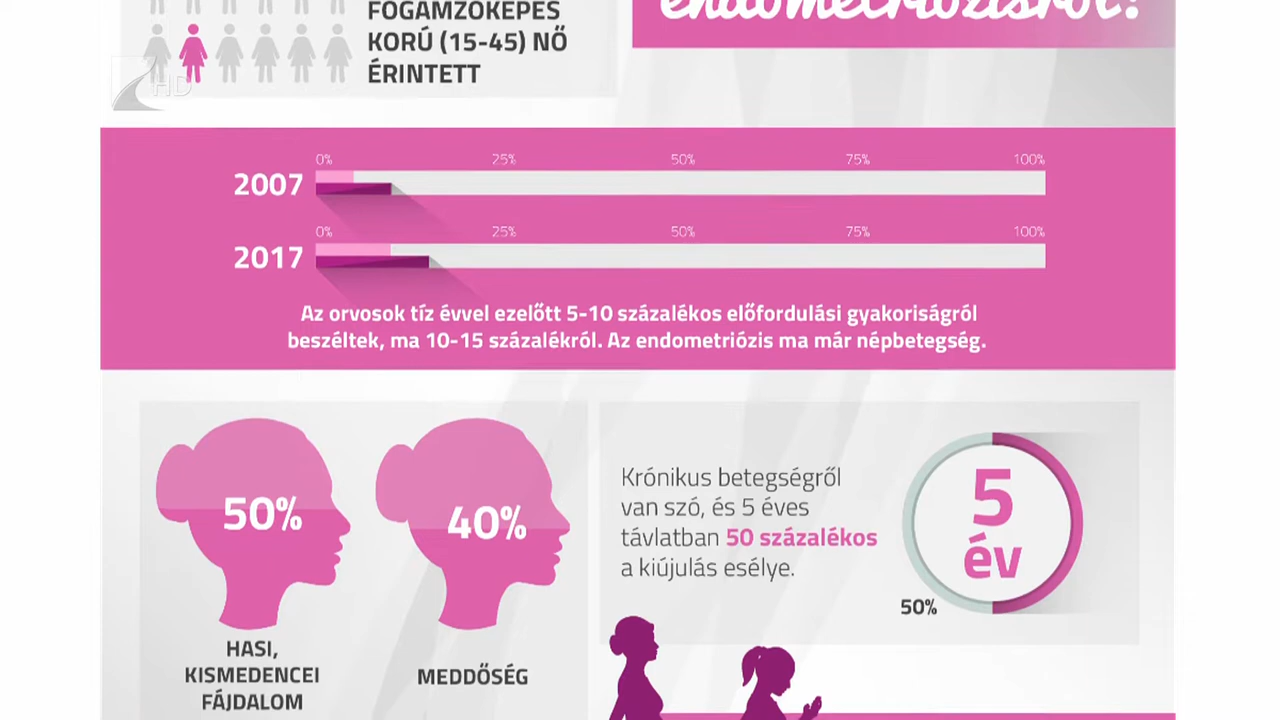 FOGAMZÓKÉPES
KORÚ (15-45) NŐ
ÉRINTETT
endometriózisról!
HD
0% 25% 50% 75% 100%
2007
0% 25% 50% 75% 100%
2017
Az orvosok tíz évvel ezelőtt 5-10 százalékos előfordulási gyakoriságról
beszéltek, ma 10-15 százalékról. Az endometriózis ma már népbetegség.
50%
HASI,
KISMEDENCEI
FÁJDALOM
40%
MEDDŐSÉG
Krónikus betegségről
van szó, és 5 éves
távlatban 50 százalékos
a kiújulás esélye.
5
év
50%